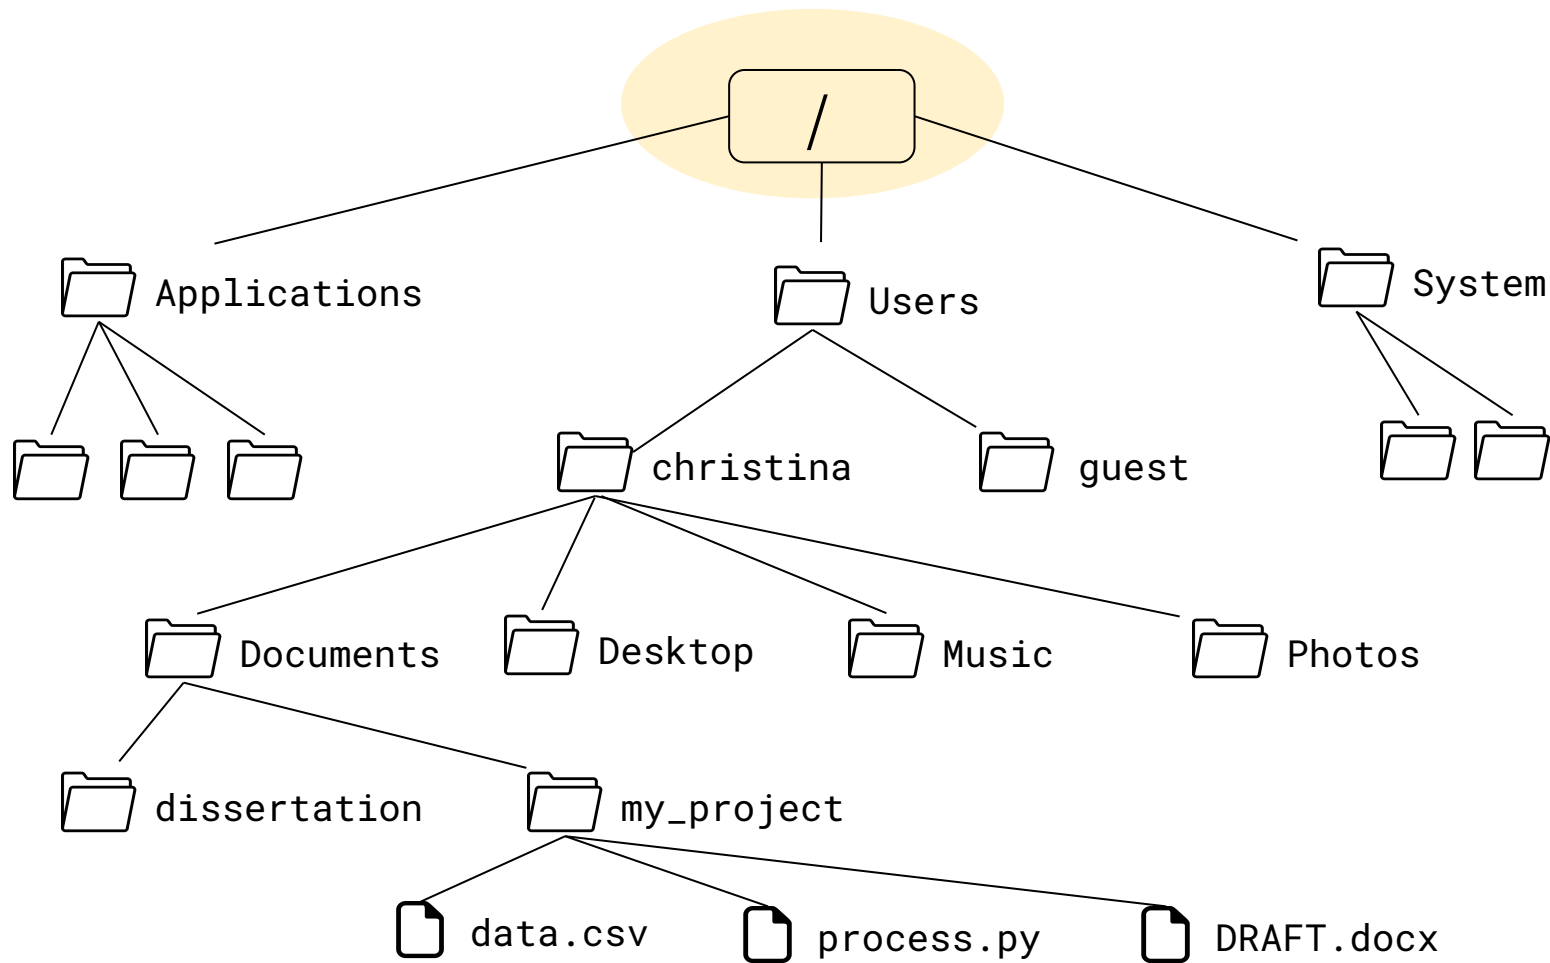 /
Applications
Users
System
christina
guest
Documents
Desktop
Music
Photos
dissertation
my_project
data.csv
process.py
DRAFT.docx